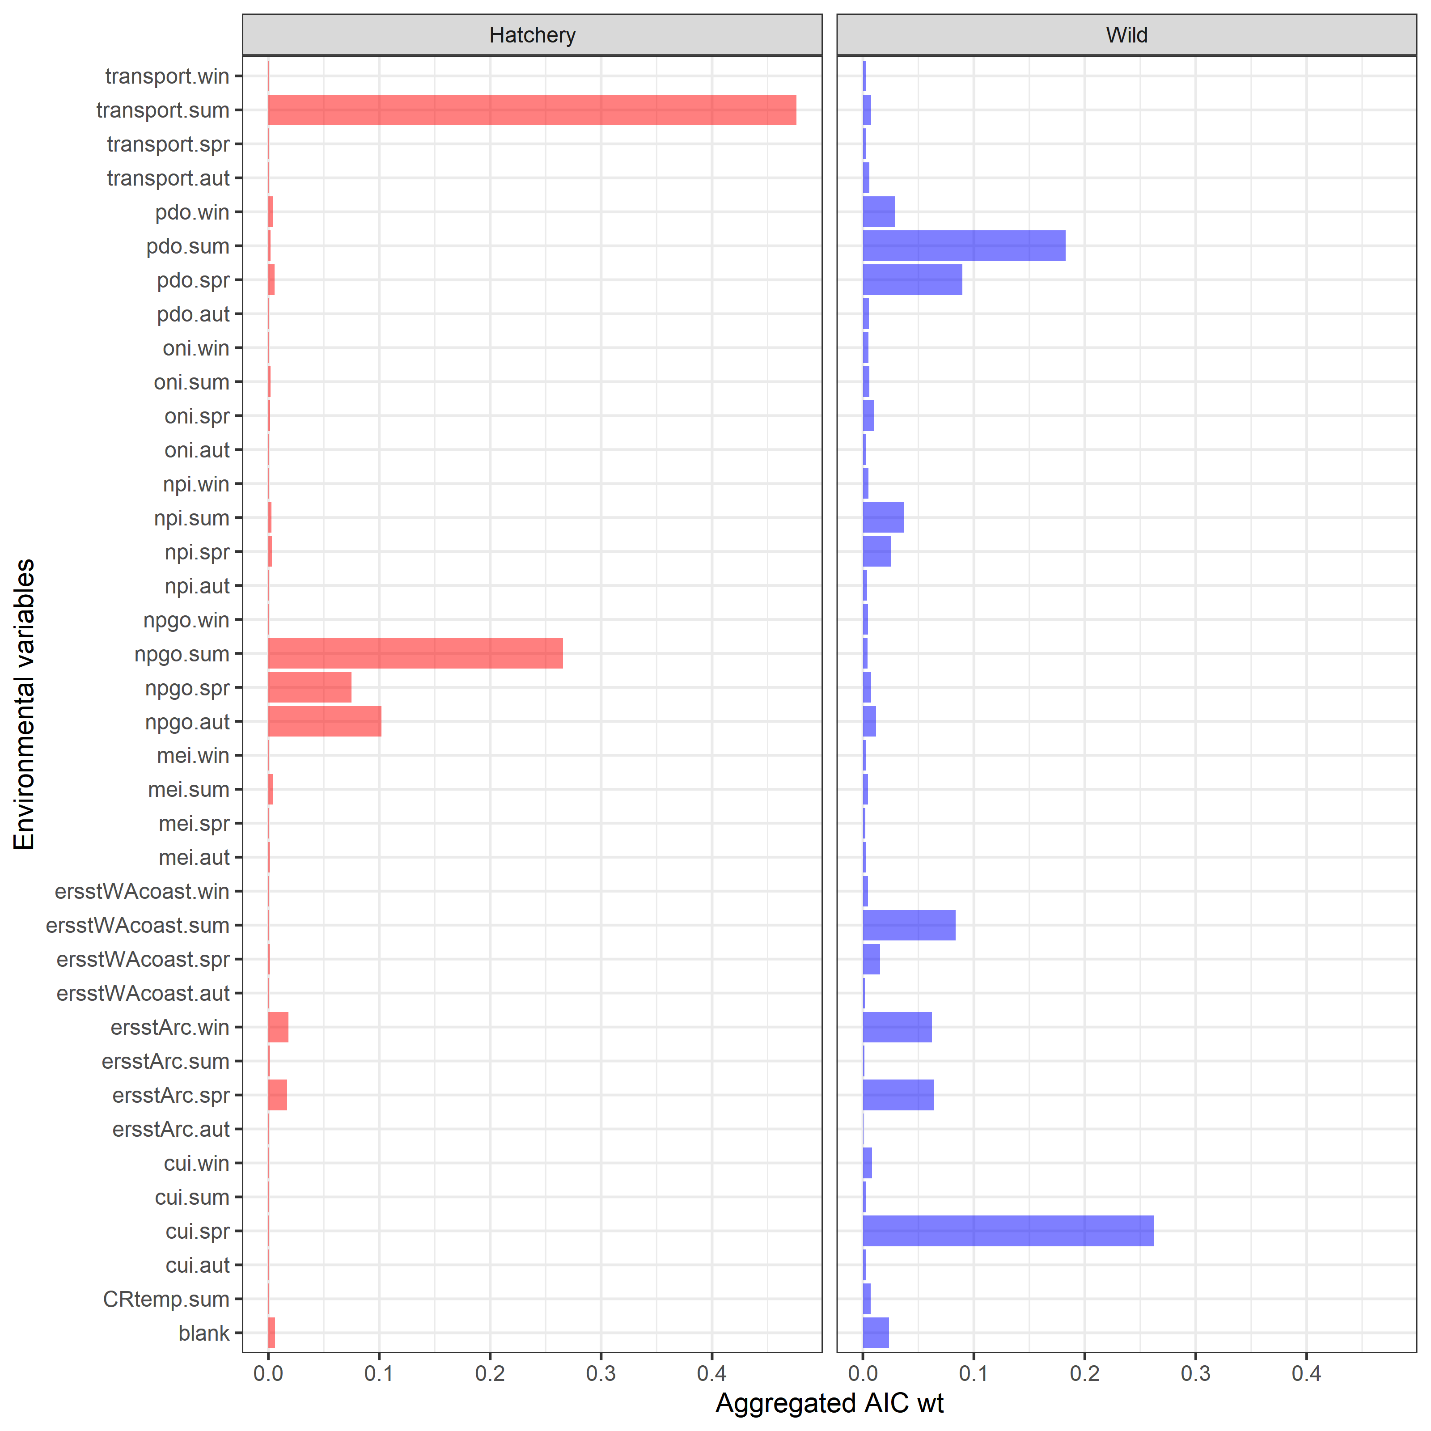 Hatchery Wild
transport.win
transport.sum
transport.spr
transport.aut
pdo.win
pdo.sum
pdo.spr
pdo.aut
oni.win
oni.sum
oni.spr
oni.aut
npi.win
npi.sum
npi.spr
npi.aut
npgo.win
npgo.sum
npgo.spr
npgo.aut
mei.win
mei.sum
mei.spr
mei.aut
ersstWAcoast.win
ersstWAcoast.sum
ersstWAcoast.spr
ersstWAcoast.aut
ersstArc.win
ersstArc.sum
ersstArc.spr
ersstArc.aut
cui.win
cui.sum
cui.spr
cui.aut
CRtemp.sum
blank
Environmental variables
0.0 0.1 0.2 0.3 0.4 0.0 0.1 0.2 0.3 0.4
Aggregated AIC wt